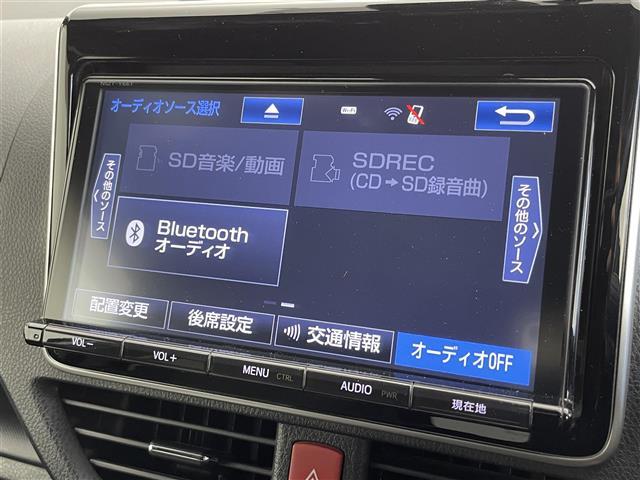 オーディオソース選択
Wi-Fi
SD音楽/動画
SDREC
(CD→SD録音曲)
その他のソース
その他のソース
Bluetooth
オーディオ
配置変更
後席設定
交通情報
オーディオOFF
VOL−
VOL+
MENU CTRL
AUDIO PWR
現在地